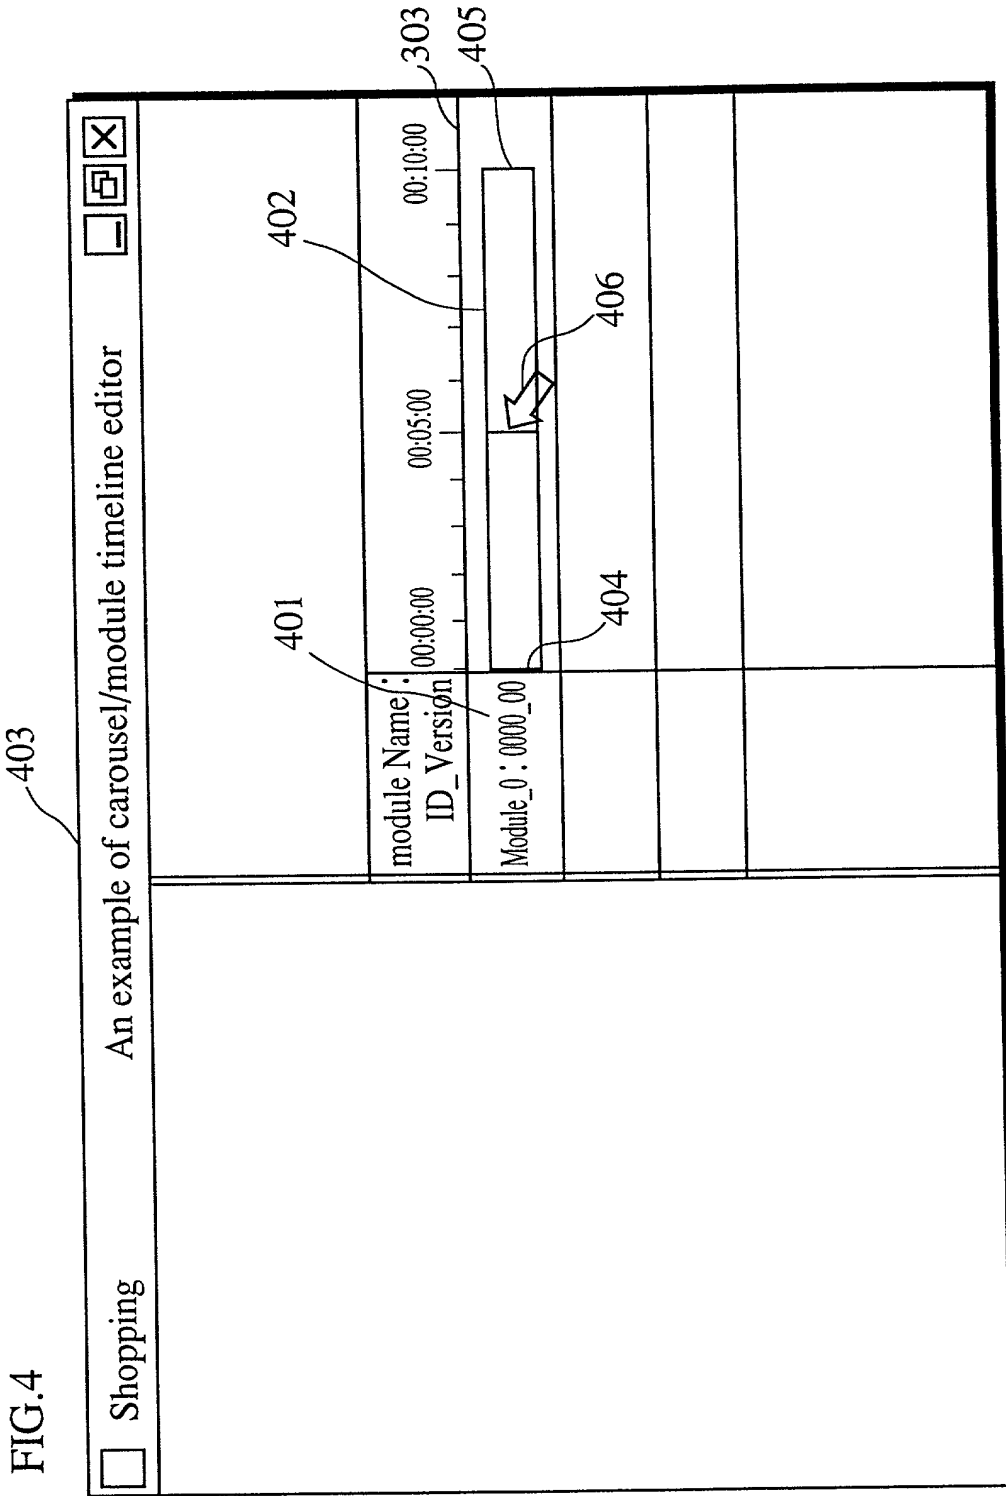 FIG.4
403
Shopping
An example of carousel/module timeline editor
401
402
module Name:
ID_Version
00:00:00
00:05:00
00:10:00
303
Module_0:0000_00
404
406
405